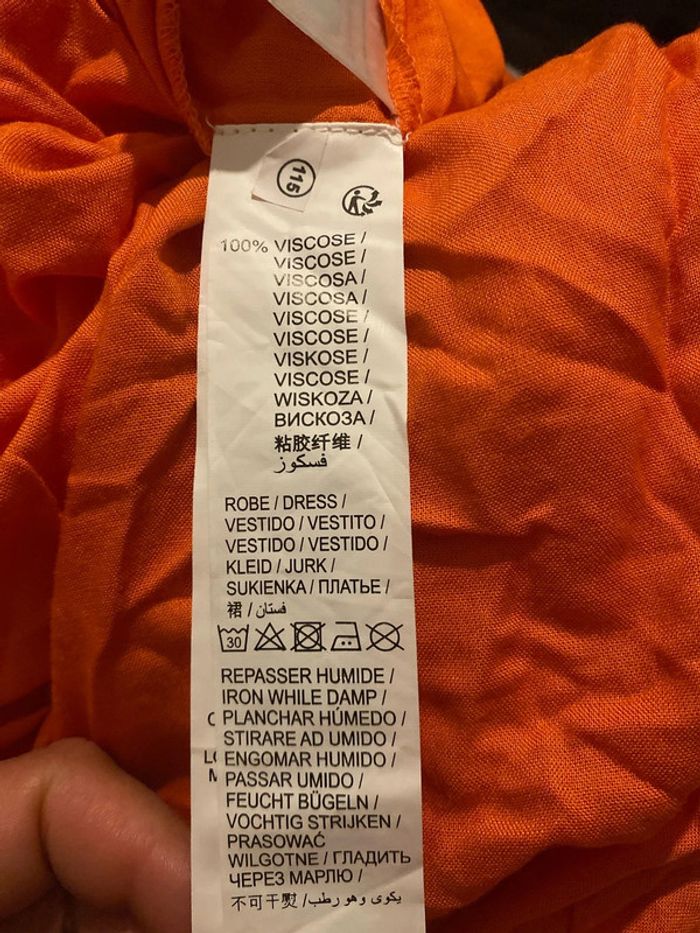 115
100% VISCOSE /
VISCOSE /
VISCOSA /
VISCOSA /
VISCOSE /
VISCOSE /
VISKOSE /
VISCOSE /
WISKOZA /
ВИСКОЗА /
粘胶纤维 /
فسكوز
ROBE / DRESS /
VESTIDO / VESTITO /
VESTIDO / VESTIDO /
KLEID / JURK /
SUKIENKA / ПЛАТЬЕ /
裙 / فستان
30
REPASSER HUMIDE /
IRON WHILE DAMP /
PLANCHAR HÚMEDO /
STIRARE AD UMIDO /
ENGOMAR HUMIDO /
PASSAR UMIDO /
FEUCHT BÜGELN /
VOCHTIG STRIJKEN /
PRASOWAĆ
WILGOTNE / ГЛАДИТЬ
ЧЕРЕЗ МАРЛЮ /
不可干熨 / يكوى وهو رطب